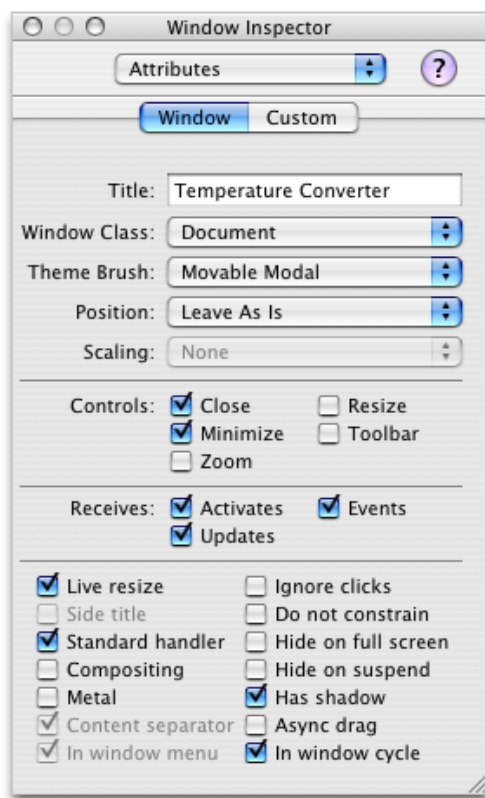 Window Inspector
Attributes ?
Window Custom
Title: Temperature Converter
Window Class: Document
Theme Brush: Movable Modal
Position: Leave As Is
Scaling: None
Controls: Close Resize
Minimize Toolbar
Zoom
Receives: Activates Events
Updates
Live resize Ignore clicks
Side title Do not constrain
Standard handler Hide on full screen
Compositing Hide on suspend
Metal Has shadow
Content separator Async drag
In window menu In window cycle